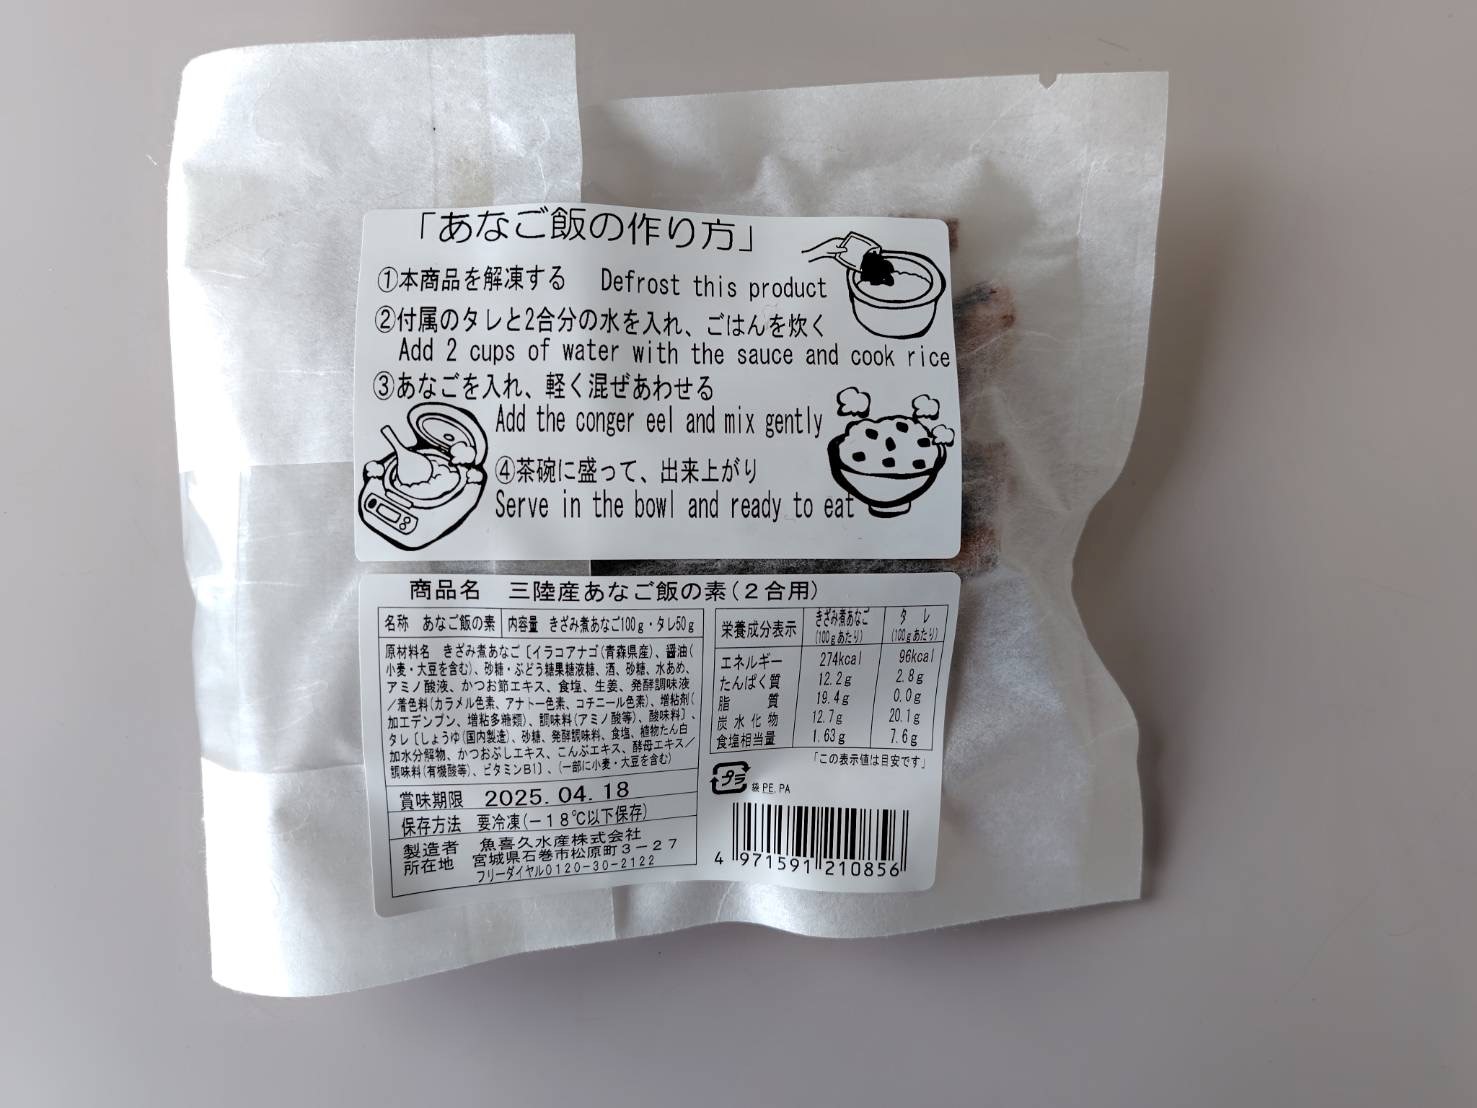 「あなご飯の作り方」
①本商品を解凍する Defrost this product
②付属のタレと2合分の水を入れ、ごはんを炊く
Add 2 cups of water with the sauce and cook rice
③あなごを入れ、軽く混ぜあわせる
Add the conger eel and mix gently
④茶碗に盛って、出来上がり
Serve in the bowl and ready to eat
商品名 三陸産あなご飯の素(2合用)
名称 あなご飯の素 内容量 きざみ煮あなご100g・タレ50g
原材料名 きざみ煮あなご〔イラコアナゴ(青森県産)、醤油(
小麦・大豆を含む)、砂糖・ぶどう糖果糖液糖、酒、砂糖、水あめ、
アミノ酸液、かつお節エキス、食塩、生姜、発酵調味液
/着色料(カラメル色素、アナトー色素、コチニール色素)、増粘剤(
加工デンプン、増粘多糖類)、調味料(アミノ酸等)、酸味料〕、
タレ〔しょうゆ(国内製造)、砂糖、発酵調味料、食塩、植物たん白
加水分解物、かつおぶしエキス、こんぶエキス、酵母エキス/
調味料(有機酸等)、ビタミンB1〕、(一部に小麦・大豆を含む)
賞味期限 2025.04.18
保存方法 要冷凍(-18℃以下保存)
製造者 魚喜久水産株式会社
所在地 宮城県石巻市松原町3-27
フリーダイヤル0120-30-2122
栄養成分表示 きざみ煮あなご(100gあたり) タレ(100gあたり)
エネルギー 274kcal 96kcal
たんぱく質 12.2g 2.8g
脂質 19.4g 0.0g
炭水化物 12.7g 20.1g
食塩相当量 1.63g 7.6g
「この表示値は目安です」
プラ 袋 PE.PA
4 971591 210856